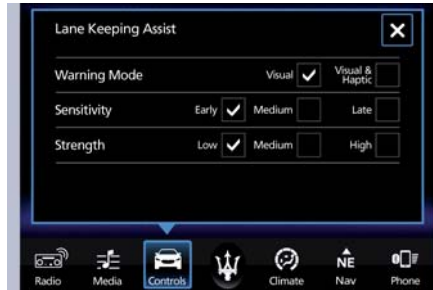 Lane Keeping Assist
Warning Mode Visual Visual & Haptic
Sensitivity Early Medium Late
Strength Low Medium High
NE
Radio Media Controls Climate Nav Phone